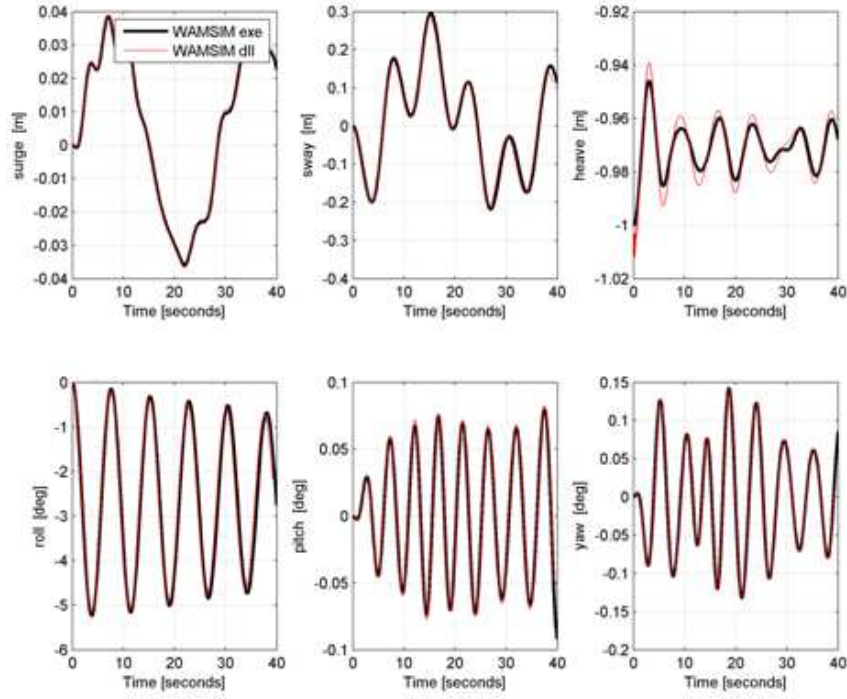 WAMSIM exe
WAMSIM dll
0.04
0.03
0.02
0.01
0
-0.01
-0.02
-0.03
-0.04
surge [m]
0 10 20 30 40
Time [seconds]
0.3
0.2
0.1
0
-0.1
-0.2
-0.3
-0.4
sway [m]
0 10 20 30 40
Time [seconds]
-0.92
-0.94
-0.96
-0.98
-1
-1.02
heave [m]
0 10 20 30 40
Time [seconds]
0
-1
-2
-3
-4
-5
-6
roll [deg]
0 10 20 30 40
Time [seconds]
0.1
0.05
0
-0.05
-0.1
pitch [deg]
0 10 20 30 40
Time [seconds]
0.15
0.1
0.05
0
-0.05
-0.1
-0.15
-0.2
yaw [deg]
0 10 20 30 40
Time [seconds]